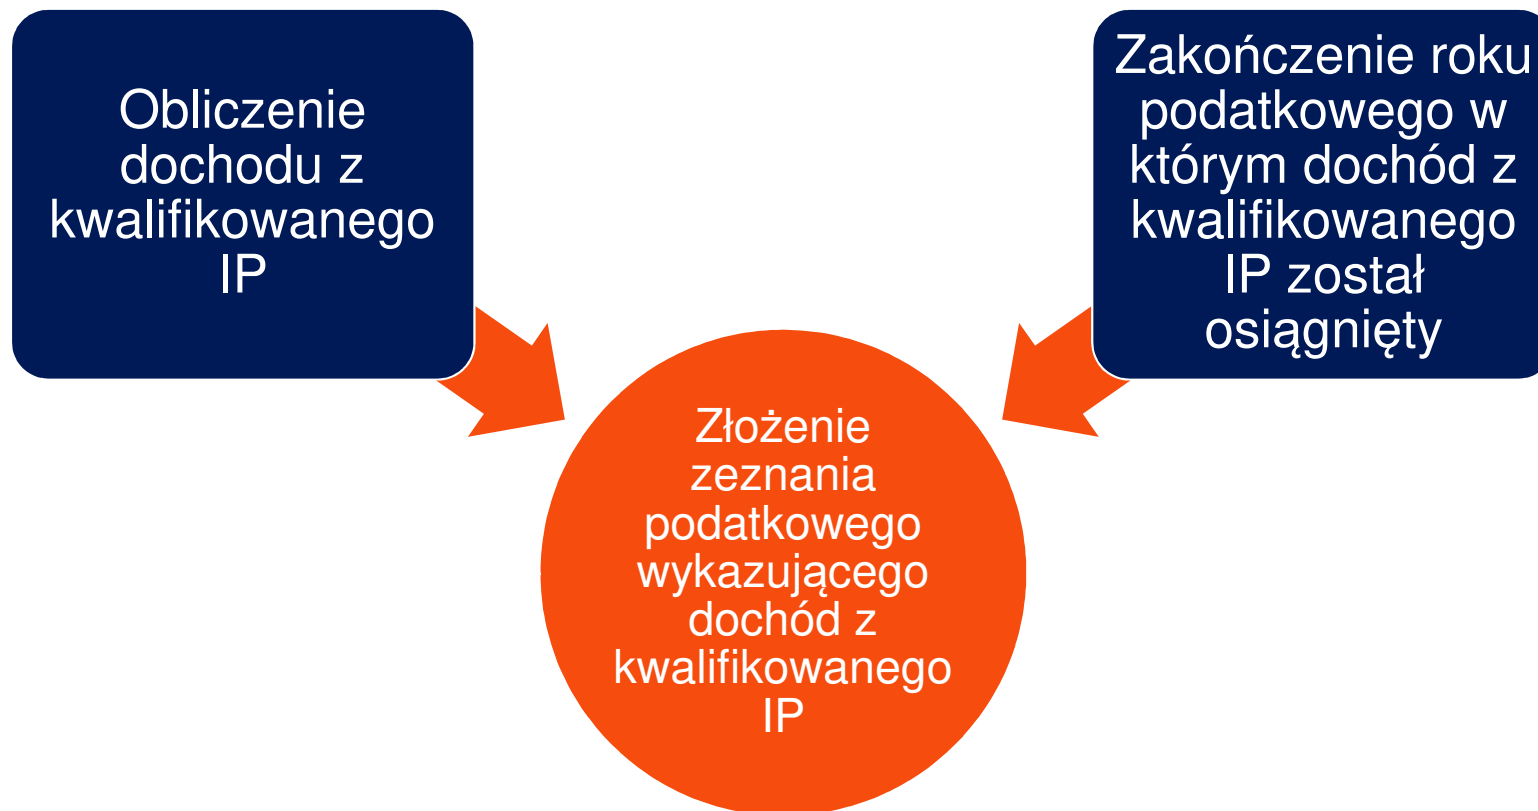 Obliczenie
dochodu z
kwalifikowanego
IP
Zakończenie roku
podatkowego w
którym dochód z
kwalifikowanego
IP został
osiągnięty
Złożenie
zeznania
podatkowego
wykazującego
dochód z
kwalifikowanego
IP